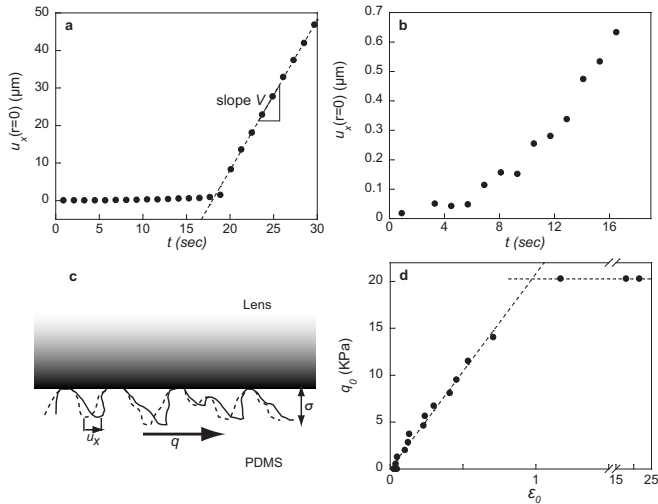 a
u_x(r=0) (μm)
50
40
30
20
10
0
slope V
0 5 10 15 20 25 30
t (sec)
b
u_x(r=0) (μm)
0.7
0.6
0.5
0.4
0.3
0.2
0.1
0
0 4 8 12 16
t (sec)
c
Lens
σ
u_x
q
PDMS
d
q_0 (KPa)
20
15
10
5
0
0 1 15 25
ε_0